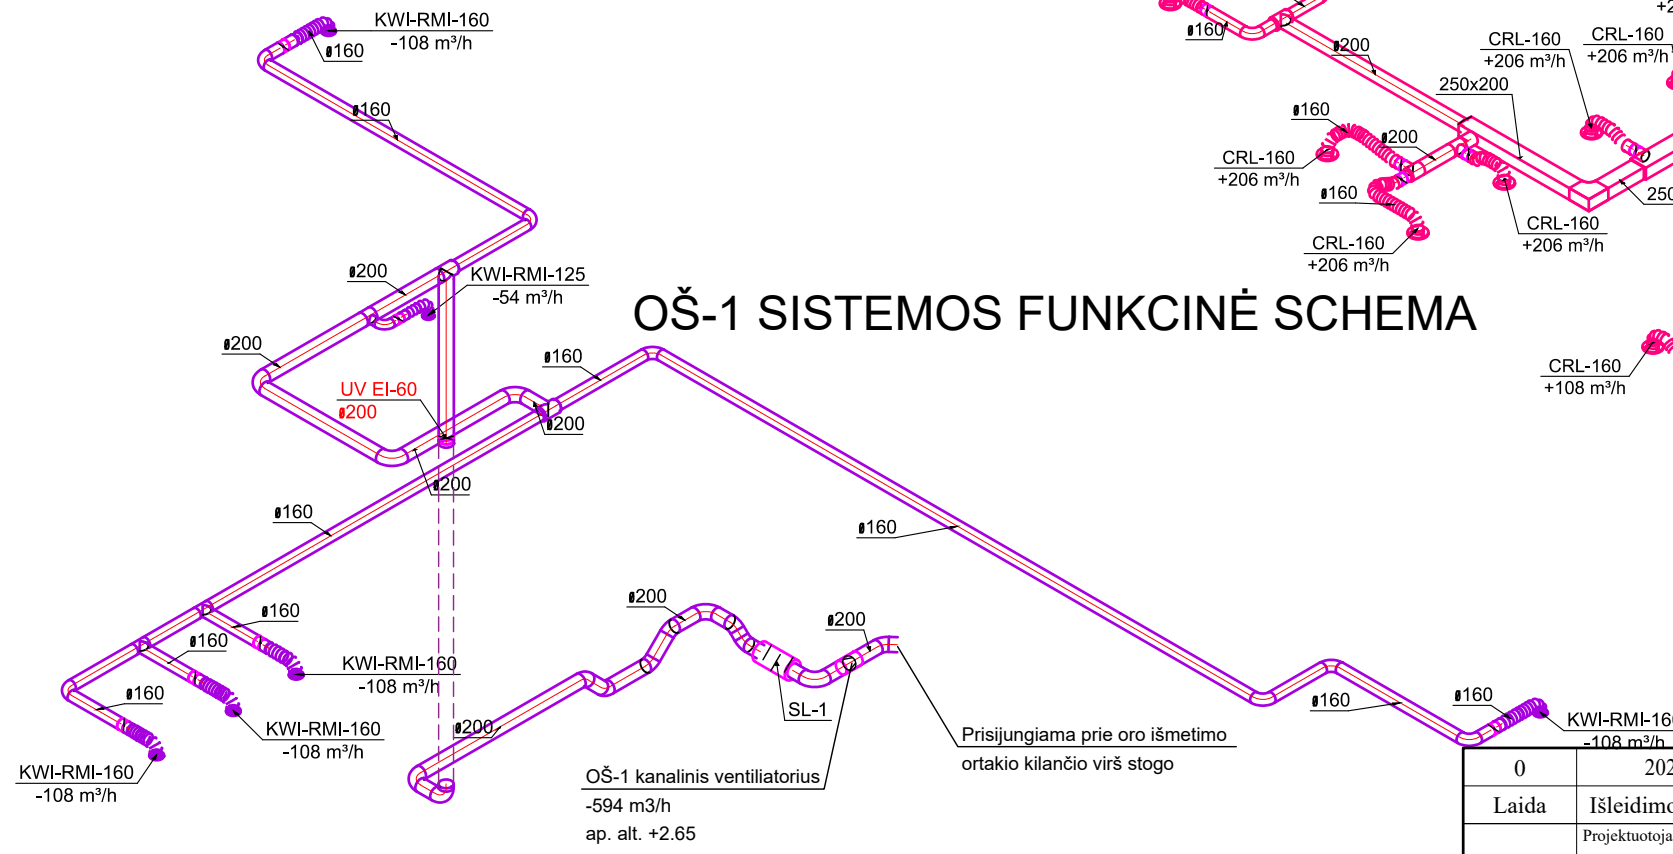 KWI-RMI-160
-108 m³/h
ø160
ø160
ø200
KWI-RMI-125
-54 m³/h
ø200
UV EI-60
ø200
ø160
ø200
ø200
ø160
ø160
ø160
ø160
KWI-RMI-160
-108 m³/h
KWI-RMI-160
-108 m³/h
KWI-RMI-160
-108 m³/h
OŠ-1 SISTEMOS FUNKCINĖ SCHEMA
ø160
ø200
ø200
ø200
SL-1
OŠ-1 kanalinis ventiliatorius
-594 m3/h
ap. alt. +2.65
Prisijungiama prie oro išmetimo
ortakio kilančio virš stogo
ø160
ø160
KWI-RMI-160
-108 m³/h
ø160
ø200
250x200
CRL-160
+206 m³/h
CRL-160
+206 m³/h
ø160
ø200
CRL-160
+206 m³/h
ø160
CRL-160
+206 m³/h
CRL-160
+206 m³/h
250
CRL-160
+108 m³/h
0
202
Laida
Išleidimo
Projektuotoja